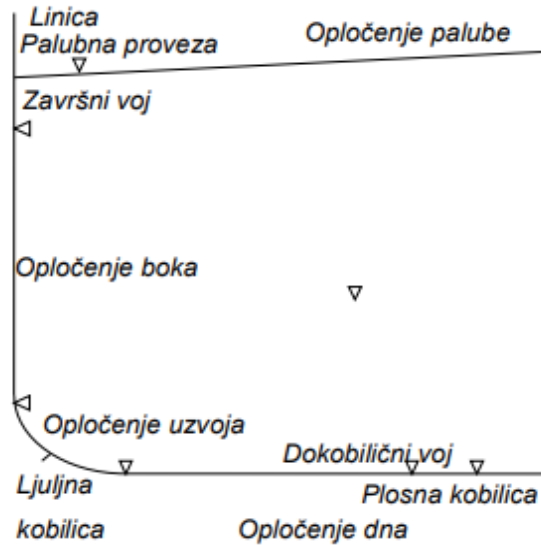 Linica
Palubna proveza
Opločenje palube
Završni voj
Opločenje boka
Opločenje uzvoja
Dokobilični voj
Ljuljna
Plosna kobilica
kobilica
Opločenje dna